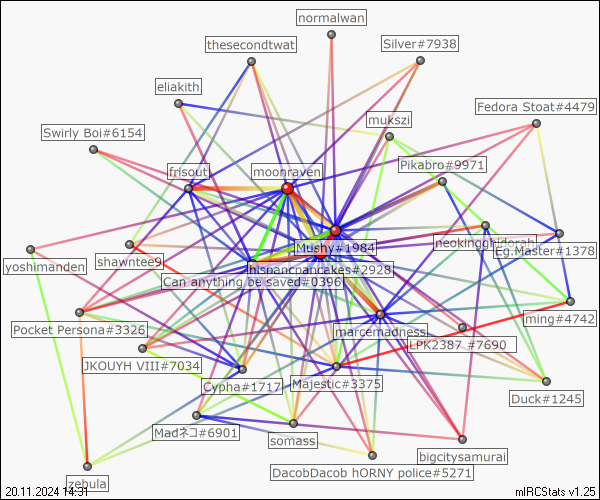 normalwan
thesecondtwat
Silver#7938
eliakith
Fedora Stoat#4479
mukszi
Swirly Boi#6154
Pikabro#9971
frisout
moonraven
neokingghidorah
Mushy#1984
Eg.Master#1378
shawntee9
yoshimanden
hispanicpancakes#2928
Can anything be saved#0396
ming#4742
Pocket Persona#3326
marcemadness
LPK2387 #7690
JKOUYH VIII#7034
Cypha#1717
Majestic#3375
Duck#1245
Madネコ#6901
somass
bigcitysamurai
DacobDacob hORNY police#5271
zebula
20.11.2024 14:31
mIRCStats v1.25